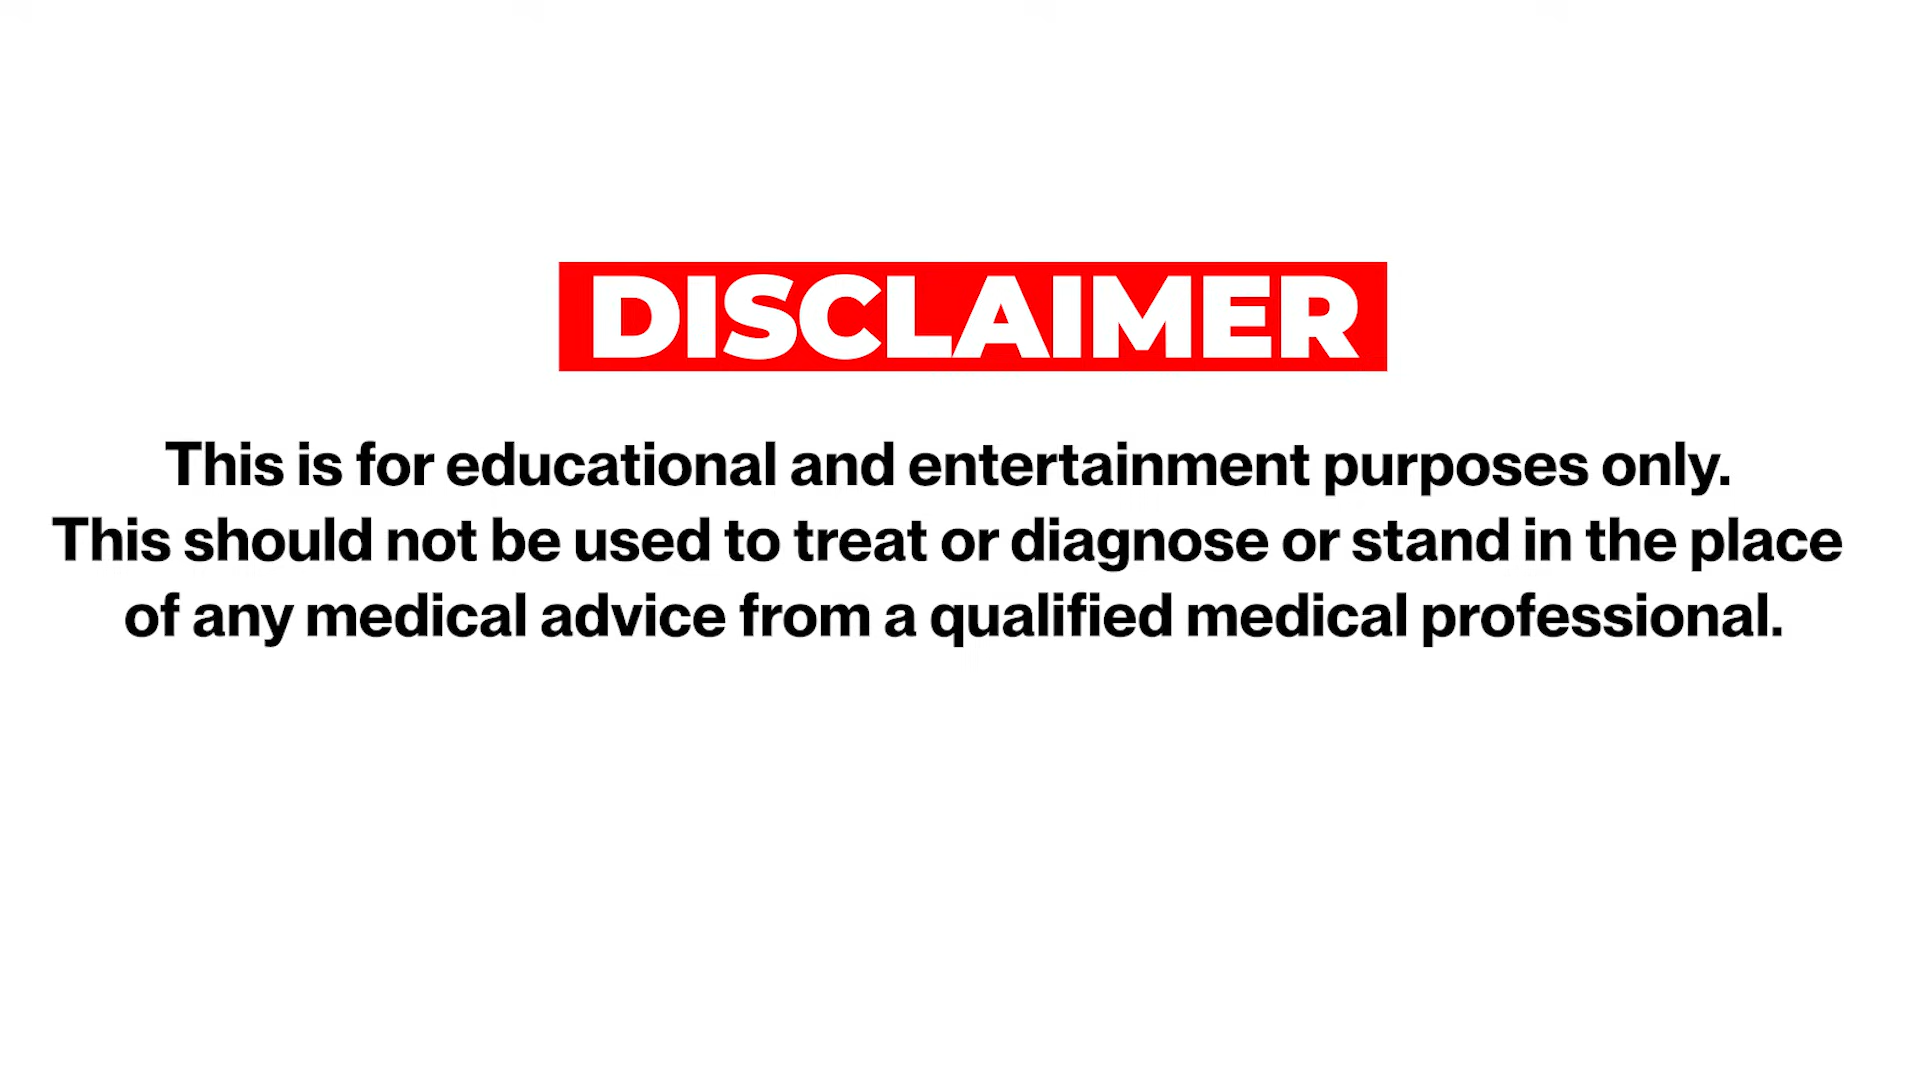 DISCLAIMER
This is for educational and entertainment purposes only.
This should not be used to treat or diagnose or stand in the place
of any medical advice from a qualified medical professional.